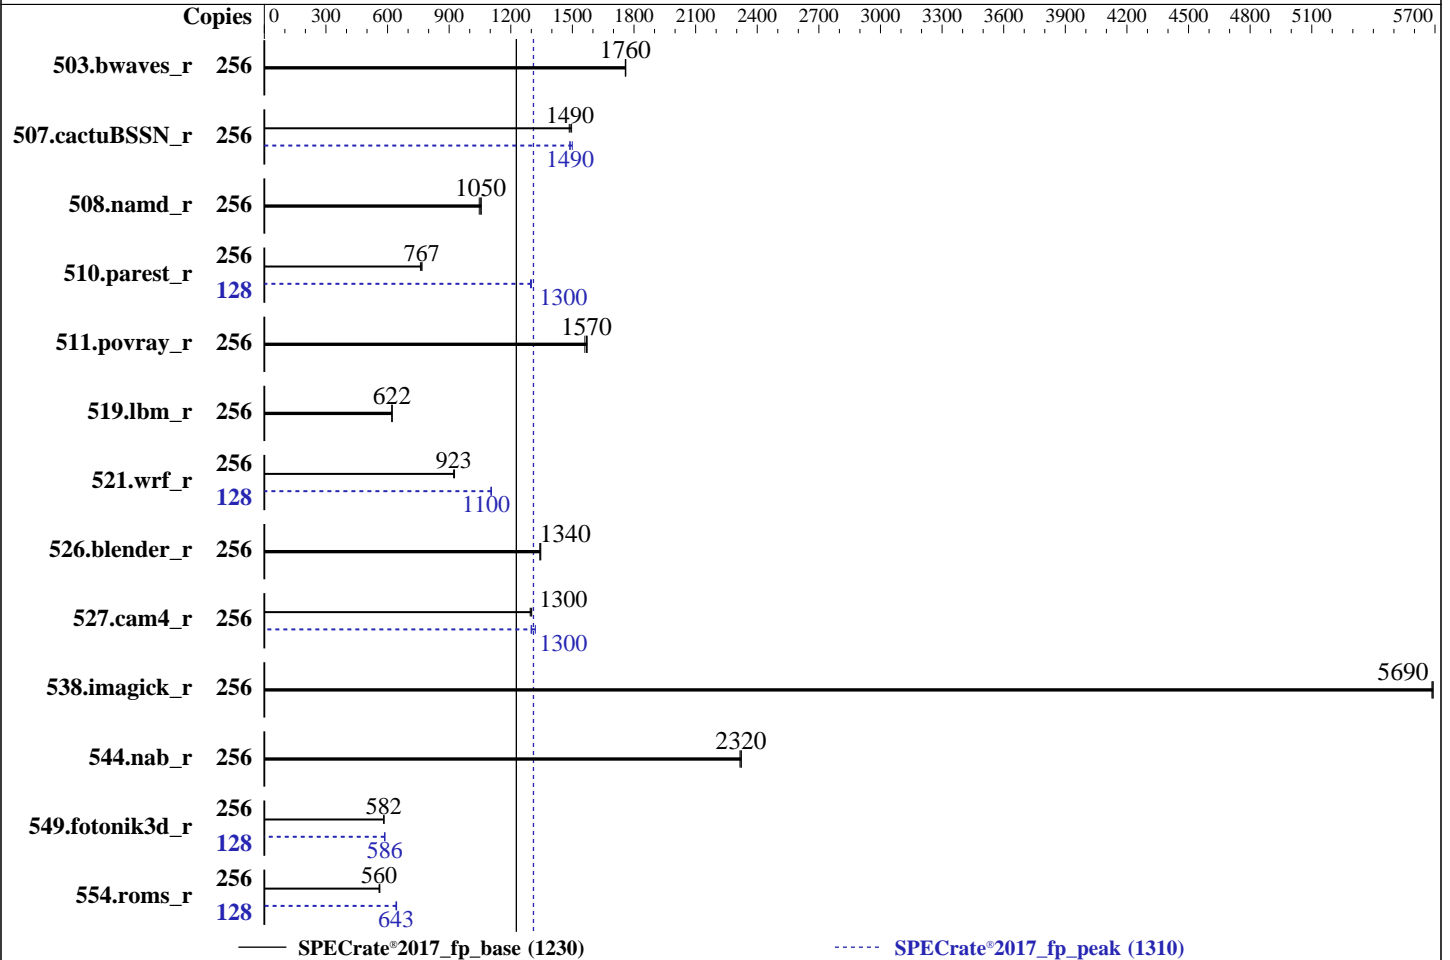 Copies 0 300 600 900 1200 1500 1800 2100 2400 2700 3000 3300 3600 3900 4200 4500 4800 5100 5700
503.bwaves_r 256 1760
507.cactuBSSN_r 256 1490
1490
508.namd_r 256 1050
510.parest_r 256 767
128 1300
511.povray_r 256 1570
519.lbm_r 256 622
521.wrf_r 256 923
128 1100
526.blender_r 256 1340
527.cam4_r 256 1300
1300
538.imagick_r 256 5690
544.nab_r 256 2320
549.fotonik3d_r 256 582
128 586
554.roms_r 256 560
128 643
SPECrate®2017_fp_base (1230) SPECrate®2017_fp_peak (1310)